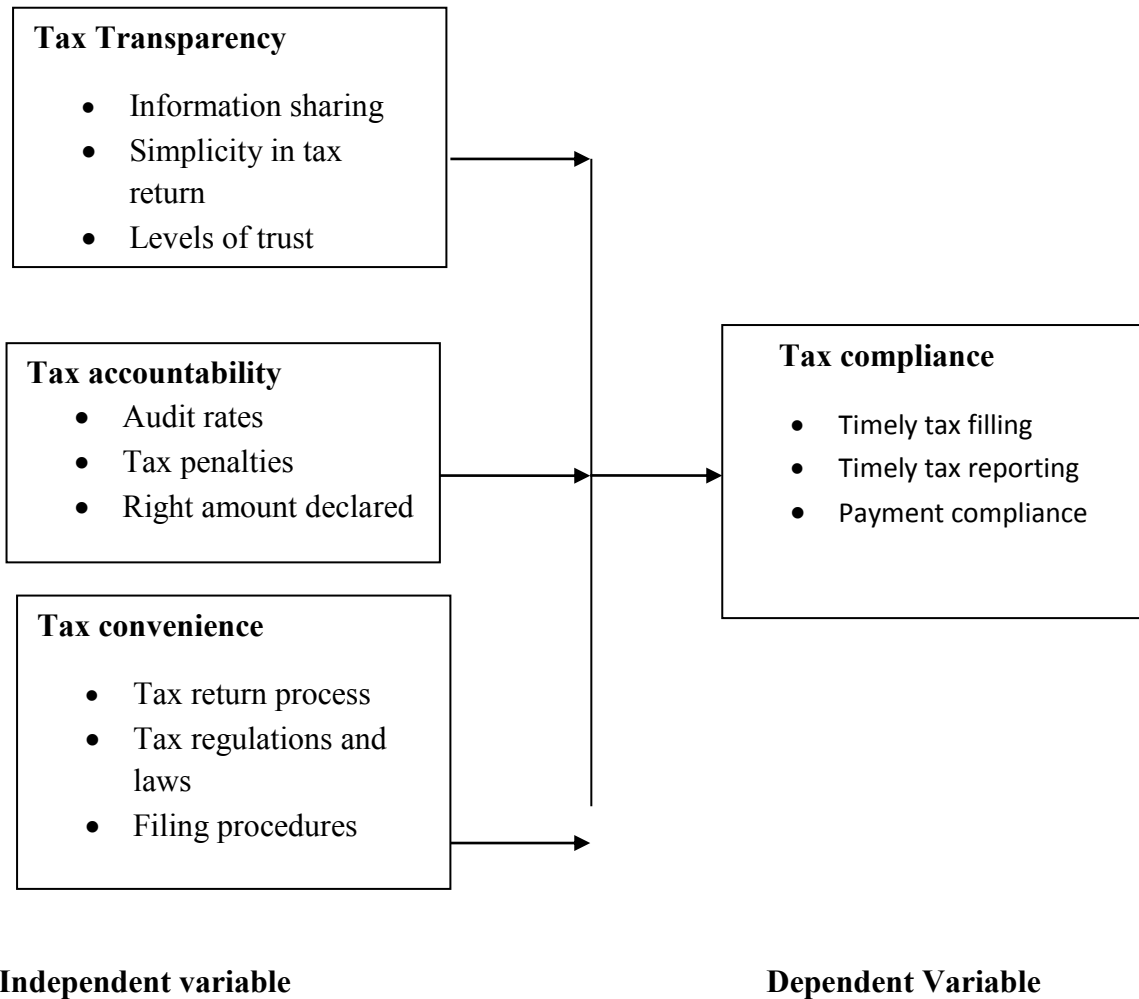 Tax Transparency
• Information sharing
• Simplicity in tax
return
• Levels of trust
Tax accountability
• Audit rates
• Tax penalties
• Right amount declared
Tax convenience
• Tax return process
• Tax regulations and
laws
• Filing procedures
Tax compliance
• Timely tax filling
• Timely tax reporting
• Payment compliance
Independent variable
Dependent Variable